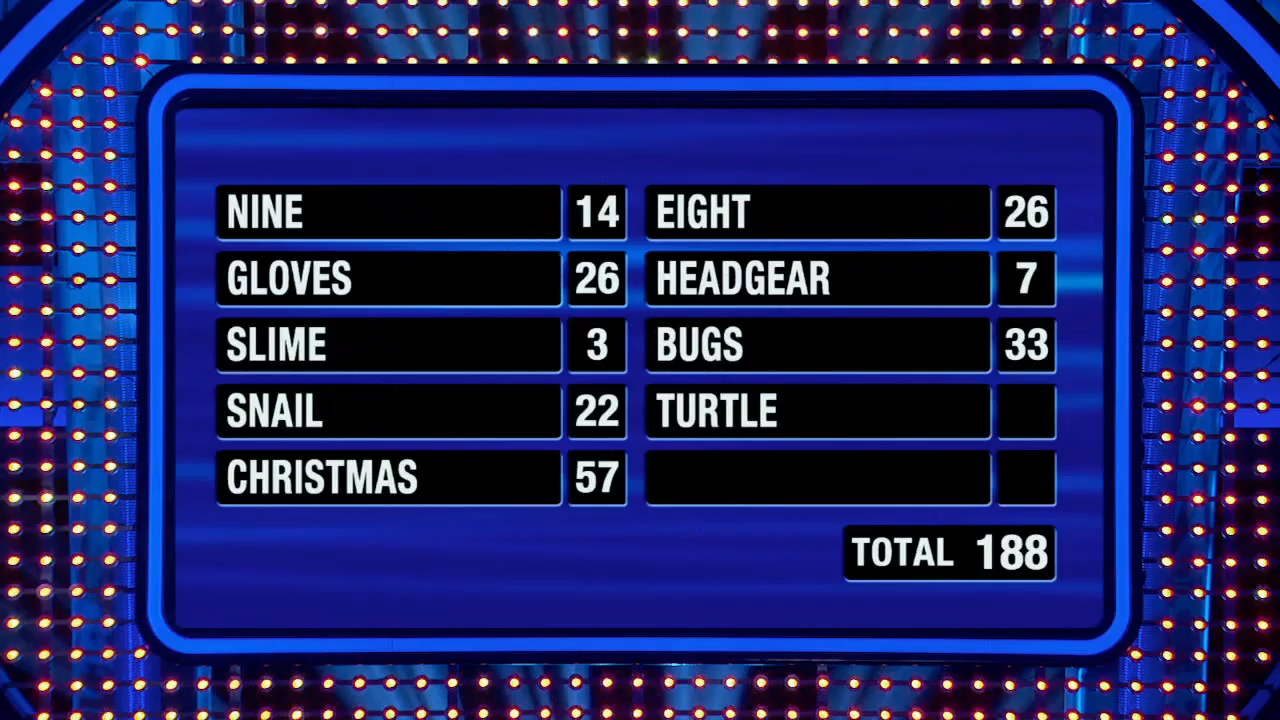 NINE 14
GLOVES 26
SLIME 3
SNAIL 22
CHRISTMAS 57
EIGHT 26
HEADGEAR 7
BUGS 33
TURTLE
TOTAL 188